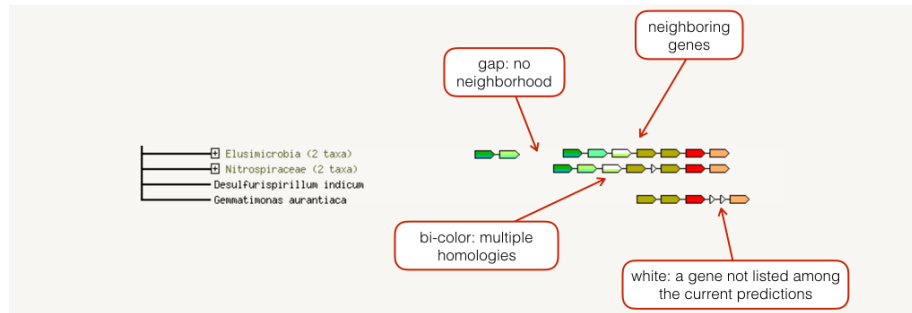 neighboring
genes
gap: no
neighborhood
Elusimicrobia (2 taxa)
Nitrospiraceae (2 taxa)
Desulfurispirillum indicum
Gemmatimonas aurantiaca
bi-color: multiple
homologies
white: a gene not listed among
the current predictions